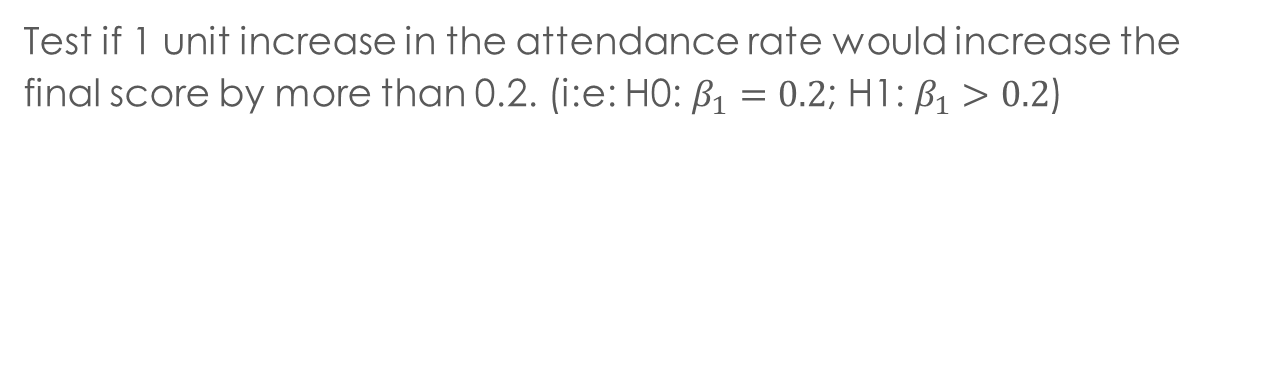 Test if 1 unit increase in the attendance rate would increase the
final score by more than 0.2. (i:e: H0: β₁ = 0.2; H1: β₁ > 0.2)